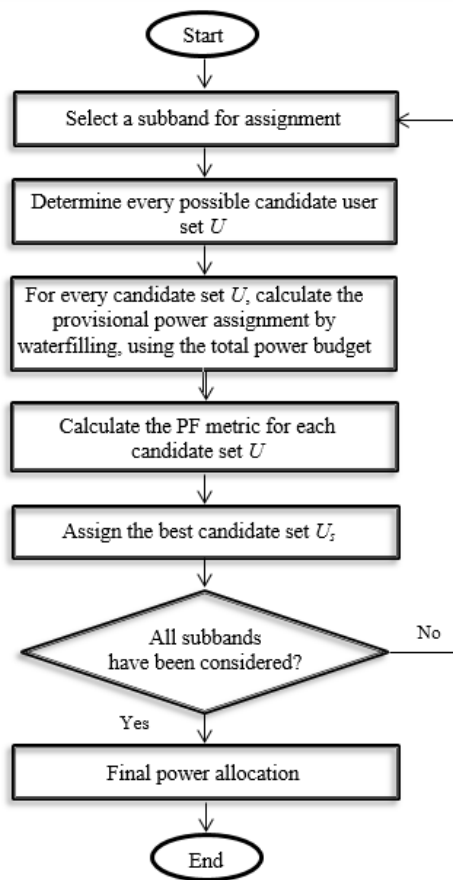 Start
Select a subband for assignment
Determine every possible candidate user
set U
For every candidate set U, calculate the
provisional power assignment by
waterfilling, using the total power budget
Calculate the PF metric for each
candidate set U
Assign the best candidate set Us
All subbands
have been considered?
No
Yes
Final power allocation
End